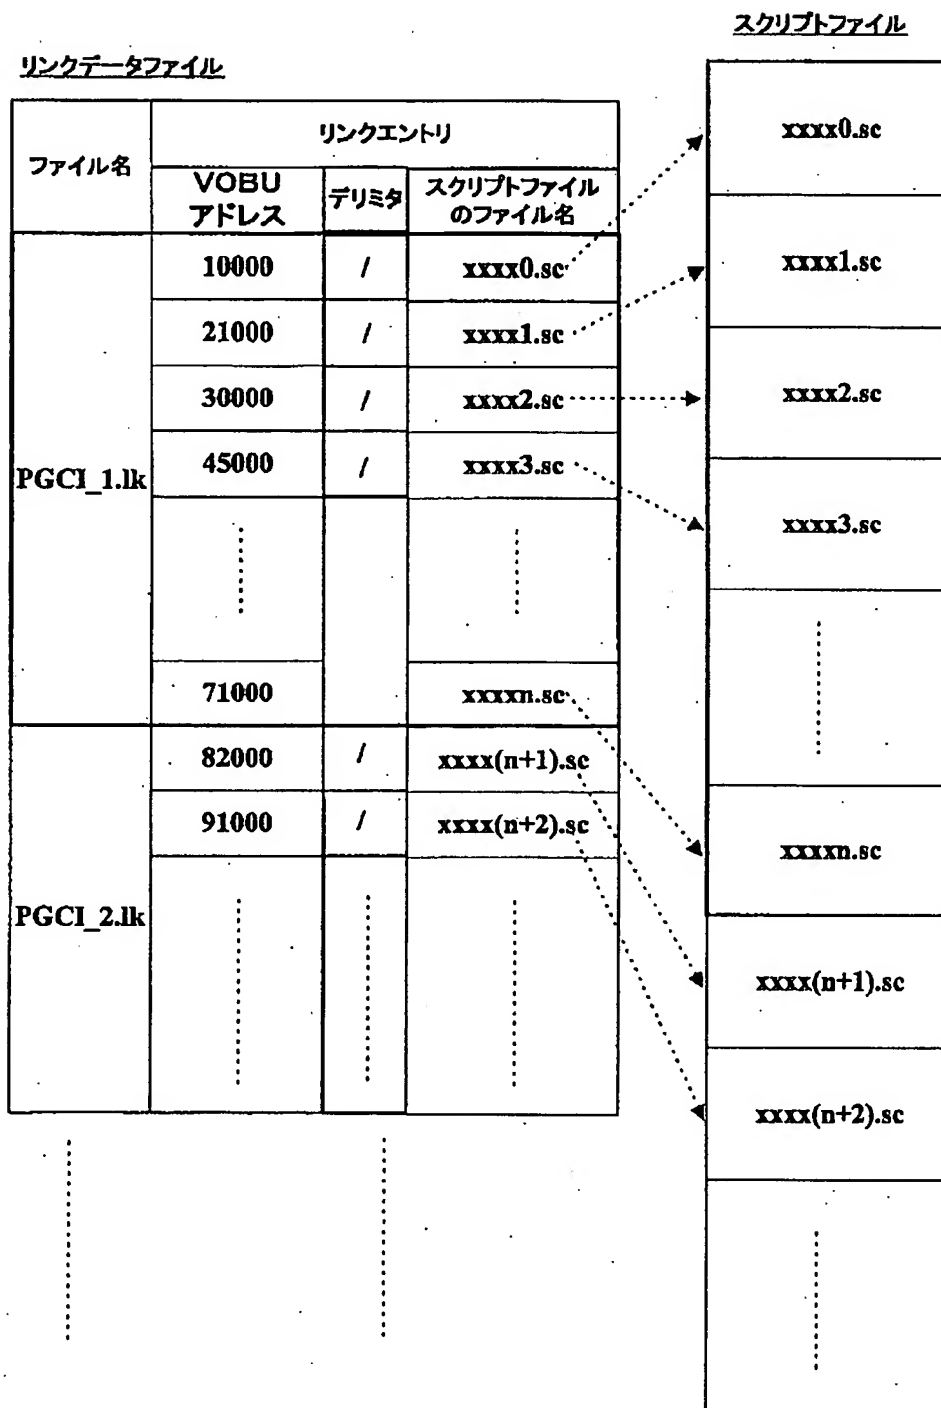 スクリプトファイル
リンクデータファイル
ファイル名
リンクエントリ
VOBU
アドレス
デリミタ
スクリプトファイル
のファイル名
PGCI_1.lk
10000 / xxxx0.sc
21000 / xxxx1.sc
30000 / xxxx2.sc
45000 / xxxx3.sc
71000 xxxxn.sc
PGCI_2.lk
82000 / xxxx(n+1).sc
91000 / xxxx(n+2).sc
xxxx0.sc
xxxx1.sc
xxxx2.sc
xxxx3.sc
xxxxn.sc
xxxx(n+1).sc
xxxx(n+2).sc